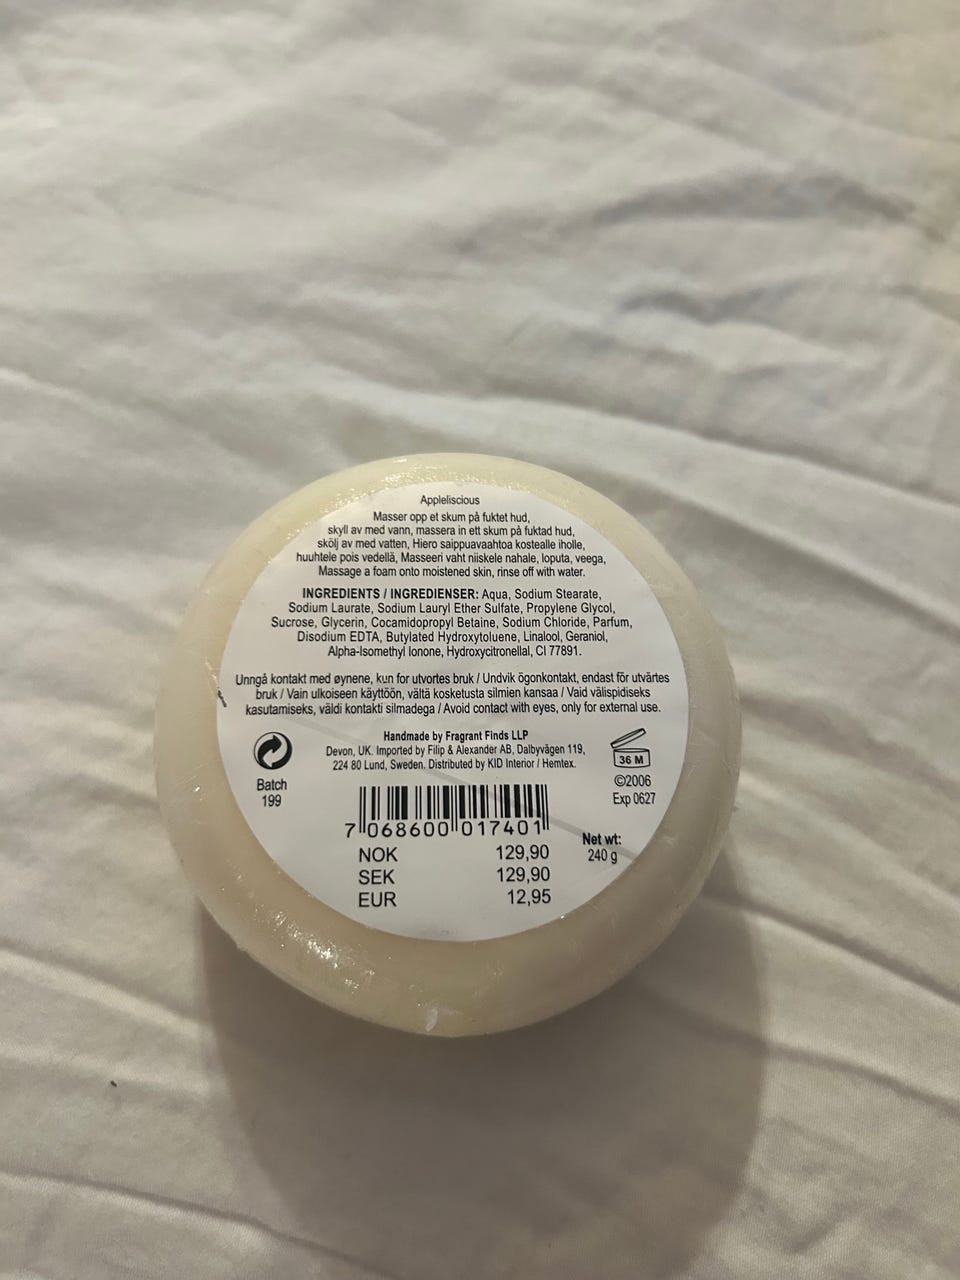 Appleliscious
Masser opp et skum på fuktet hud,
skyll av med vann, massera in ett skum på fuktad hud,
skölj av med vatten, Hiero saippuavaahtoa kostealle iholle,
huuhtele pois vedellä, Masseeri vaht niiskele nahale, loputa, veega,
Massage a foam onto moistened skin, rinse off with water.
INGREDIENTS / INGREDIENSER: Aqua, Sodium Stearate,
Sodium Laurate, Sodium Lauryl Ether Sulfate, Propylene Glycol,
Sucrose, Glycerin, Cocamidopropyl Betaine, Sodium Chloride, Parfum,
Disodium EDTA, Butylated Hydroxytoluene, Linalool, Geraniol,
Alpha-Isomethyl Ionone, Hydroxycitronellal, CI 77891.
Unngå kontakt med øynene, kun for utvortes bruk / Undvik ögonkontakt, endast för utvärtes
bruk / Vain ulkoiseen käyttöön, vältä kosketusta silmien kansaa / Vaid välispidiseks
kasutamiseks, väldi kontakti silmadega / Avoid contact with eyes, only for external use.
Handmade by Fragrant Finds LLP
Devon, UK. Imported by Filip & Alexander AB, Dalbyvägen 119,
224 80 Lund, Sweden. Distributed by KID Interior / Hemtex.
Batch
199
36 M
©2006
Exp 0627
7 068600 017401
Net wt:
240 g
NOK 129,90
SEK 129,90
EUR 12,95